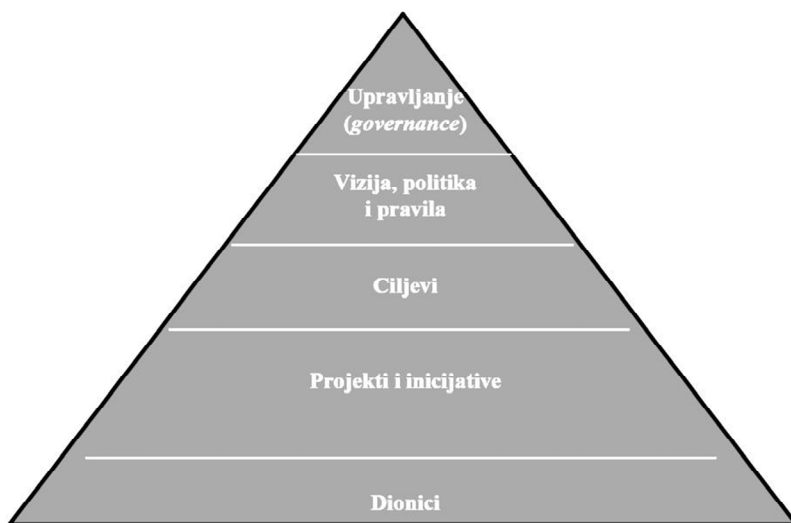 Upravljanje
(governance)
Vizija, politika
i pravila
Ciljevi
Projekti i inicijative
Dionici